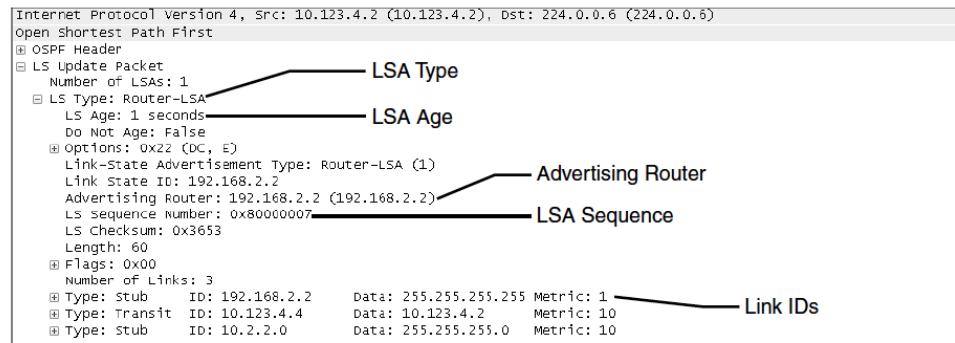 Internet Protocol Version 4, Src: 10.123.4.2 (10.123.4.2), Dst: 224.0.0.6 (224.0.0.6)
Open Shortest Path First
OSPF Header
LS Update Packet
Number of LSAs: 1
LS Type: Router-LSA
LSA Type
LS Age: 1 seconds
LSA Age
Do Not Age: False
Options: 0x22 (DC, E)
Link-State Advertisement Type: Router-LSA (1)
Link State ID: 192.168.2.2
Advertising Router: 192.168.2.2 (192.168.2.2)
Advertising Router
LS Sequence Number: 0x80000007
LSA Sequence
LS Checksum: 0x3653
Length: 60
Flags: 0x00
Number of Links: 3
Type: Stub ID: 192.168.2.2 Data: 255.255.255.255 Metric: 1
Link IDs
Type: Transit ID: 10.123.4.4 Data: 10.123.4.2 Metric: 10
Type: Stub ID: 10.2.2.0 Data: 255.255.255.0 Metric: 10